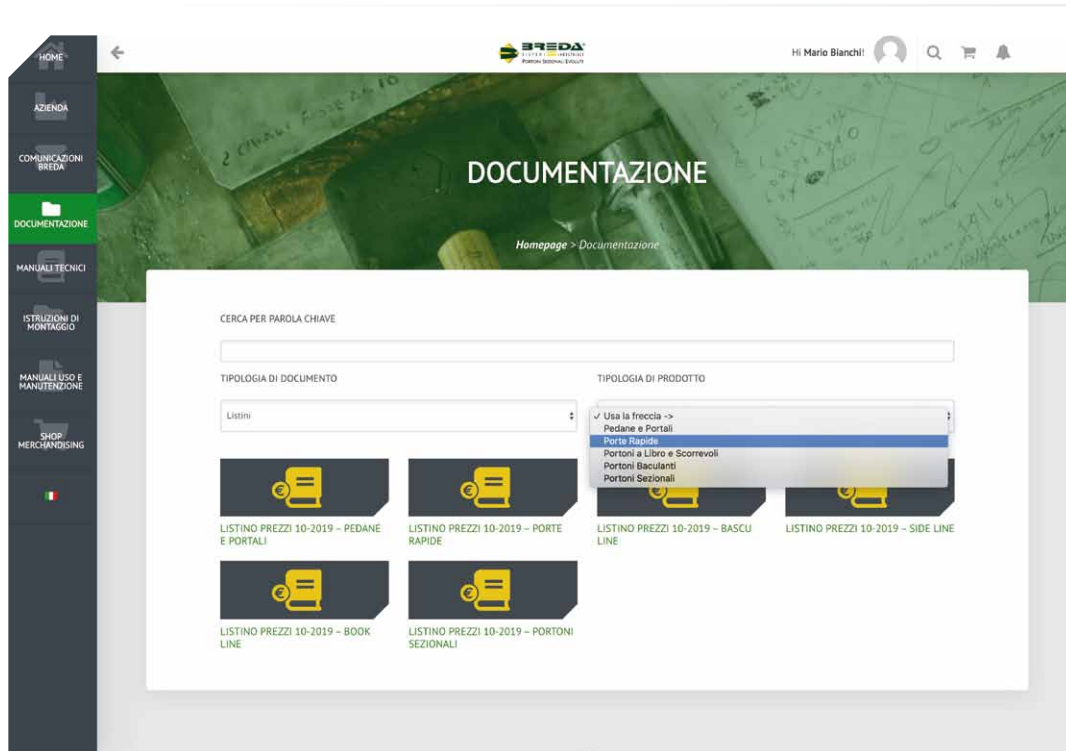 HOME
AZIENDA
COMUNICAZIONI
BREDA
DOCUMENTAZIONE
MANUALI TECNICI
ISTRUZIONI DI
MONTAGGIO
MANUALI USO E
MANUTENZIONE
SHOP
MERCHANDISING
BREDA
Portoni Sezionali Evoluti
Hi Mario Bianchi!
DOCUMENTAZIONE
Homepage > Documentazione
CERCA PER PAROLA CHIAVE
TIPOLOGIA DI DOCUMENTO
TIPOLOGIA DI PRODOTTO
Listini
✓ Usa la freccia ->
Pedane e Portali
Porte Rapide
Portoni a Libro e Scorrevoli
Portoni Baculanti
Portoni Sezionali
LISTINO PREZZI 10-2019 – PEDANE
E PORTALI
LISTINO PREZZI 10-2019 – PORTE
RAPIDE
LISTINO PREZZI 10-2019 – BASCU
LINE
LISTINO PREZZI 10-2019 – SIDE LINE
LISTINO PREZZI 10-2019 – BOOK
LINE
LISTINO PREZZI 10-2019 – PORTONI
SEZIONALI